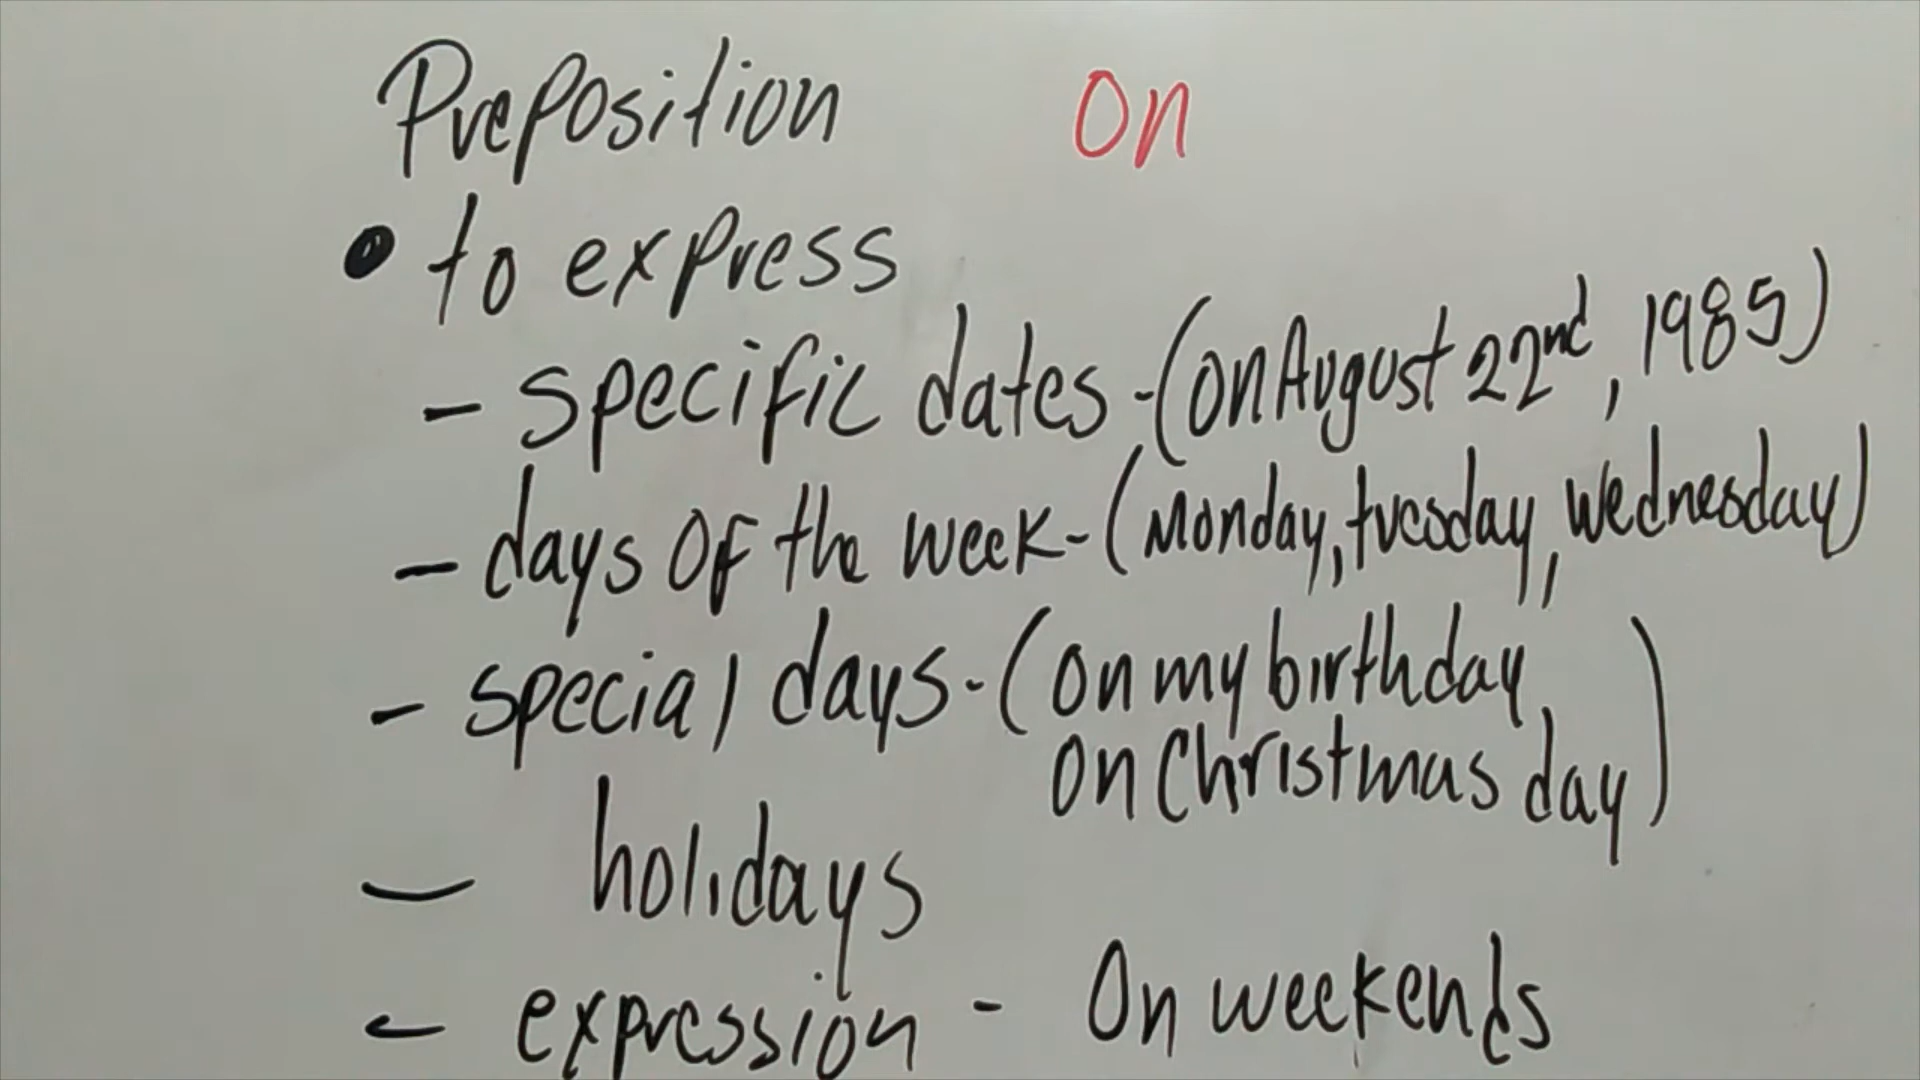 Preposition On
• to express
- specific dates - (on August 22nd, 1985)
- days of the week - (Monday, tuesday, wednesday)
- special days - (on my birthday,
on Christmas day)
- holidays
- expression - On weekends